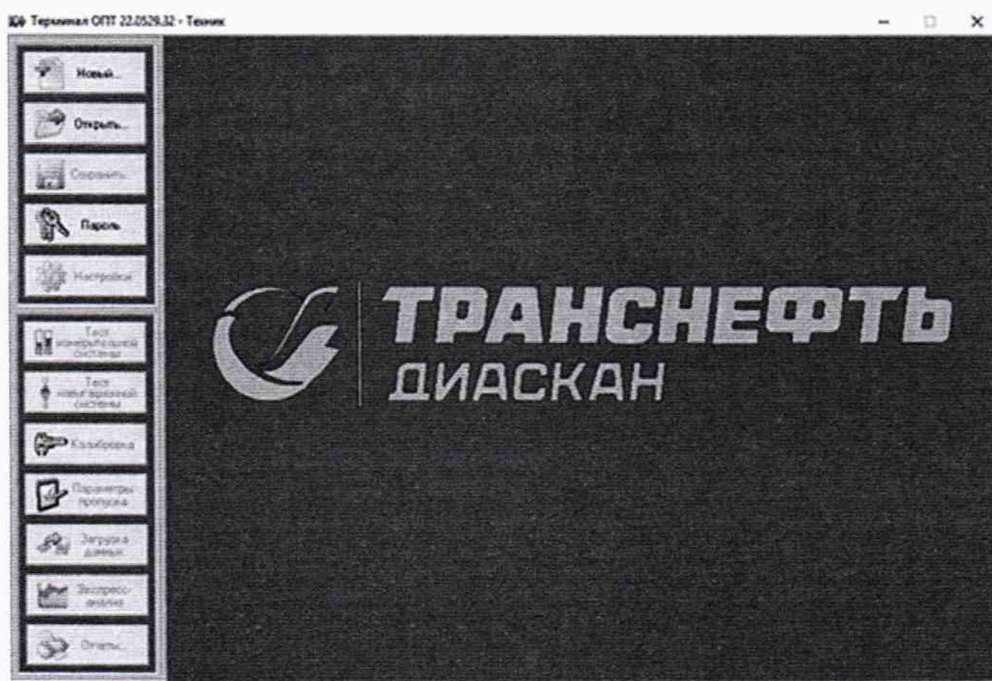 Терминал ОПТ 22.0529.32 - Техник
Новый...
Открыть...
Сохранить...
Пароль
Настройки
Тест
измерительной
системы
Тест
навигационной
системы
Калибровка
Параметры
пропуска
Загрузка
данных
Экспресс-
анализ
Отчеты...
ТРАНСНЕФТЬ
ДИАСКАН